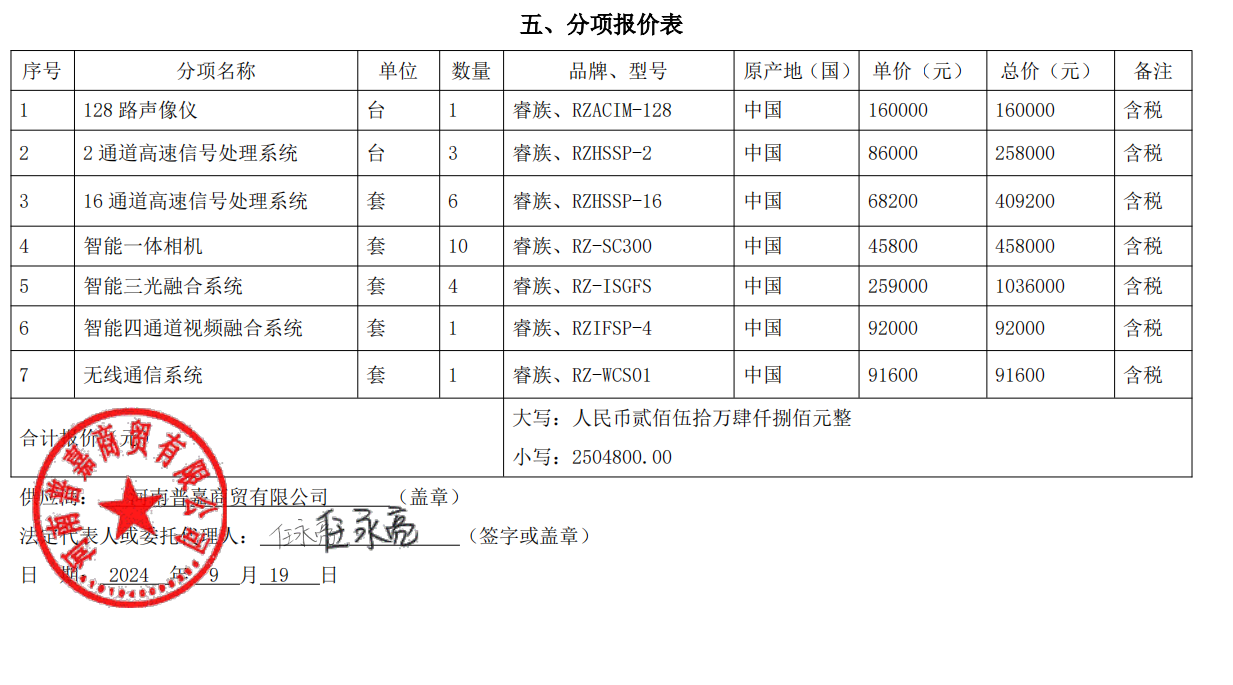 五、分项报价表
序号 分项名称 单位 数量 品牌、型号 原产地（国） 单价（元） 总价（元） 备注
1 128 路声像仪 台 1 睿族、RZACIM-128 中国 160000 160000 含税
2 2 通道高速信号处理系统 台 3 睿族、RZHSSP-2 中国 86000 258000 含税
3 16 通道高速信号处理系统 套 6 睿族、RZHSSP-16 中国 68200 409200 含税
4 智能一体相机 套 10 睿族、RZ-SC300 中国 45800 458000 含税
5 智能三光融合系统 套 4 睿族、RZ-ISGFS 中国 259000 1036000 含税
6 智能四通道视频融合系统 套 1 睿族、RZIFSP-4 中国 92000 92000 含税
7 无线通信系统 套 1 睿族、RZ-WCS01 中国 91600 91600 含税
合计报价（元） 大写：人民币贰佰伍拾万肆仟捌佰元整
小写：2504800.00
供应商：河南普嘉商贸有限公司（盖章）
法定代表人或委托代理人：任永亮 任永亮（签字或盖章）
日 期：2024 年 9 月 19 日
河南普嘉商贸有限公司